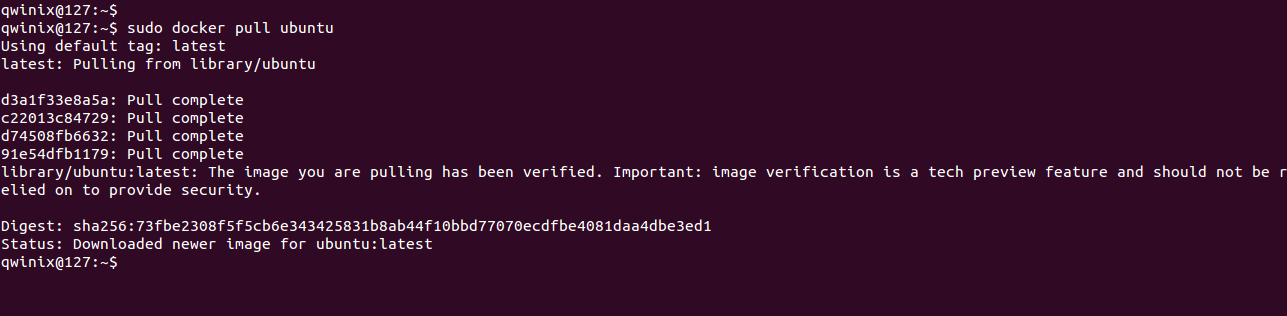 qwinix@127:~$
qwinix@127:~$ sudo docker pull ubuntu
Using default tag: latest
latest: Pulling from library/ubuntu
d3a1f33e8a5a: Pull complete
c22013c84729: Pull complete
d74508fb6632: Pull complete
91e54dfb1179: Pull complete
library/ubuntu:latest: The image you are pulling has been verified. Important: image verification is a tech preview feature and should not be r
elied on to provide security.
Digest: sha256:73fbe2308f5f5cb6e343425831b8ab44f10bbd77070ecdfbe4081daa4dbe3ed1
Status: Downloaded newer image for ubuntu:latest
qwinix@127:~$